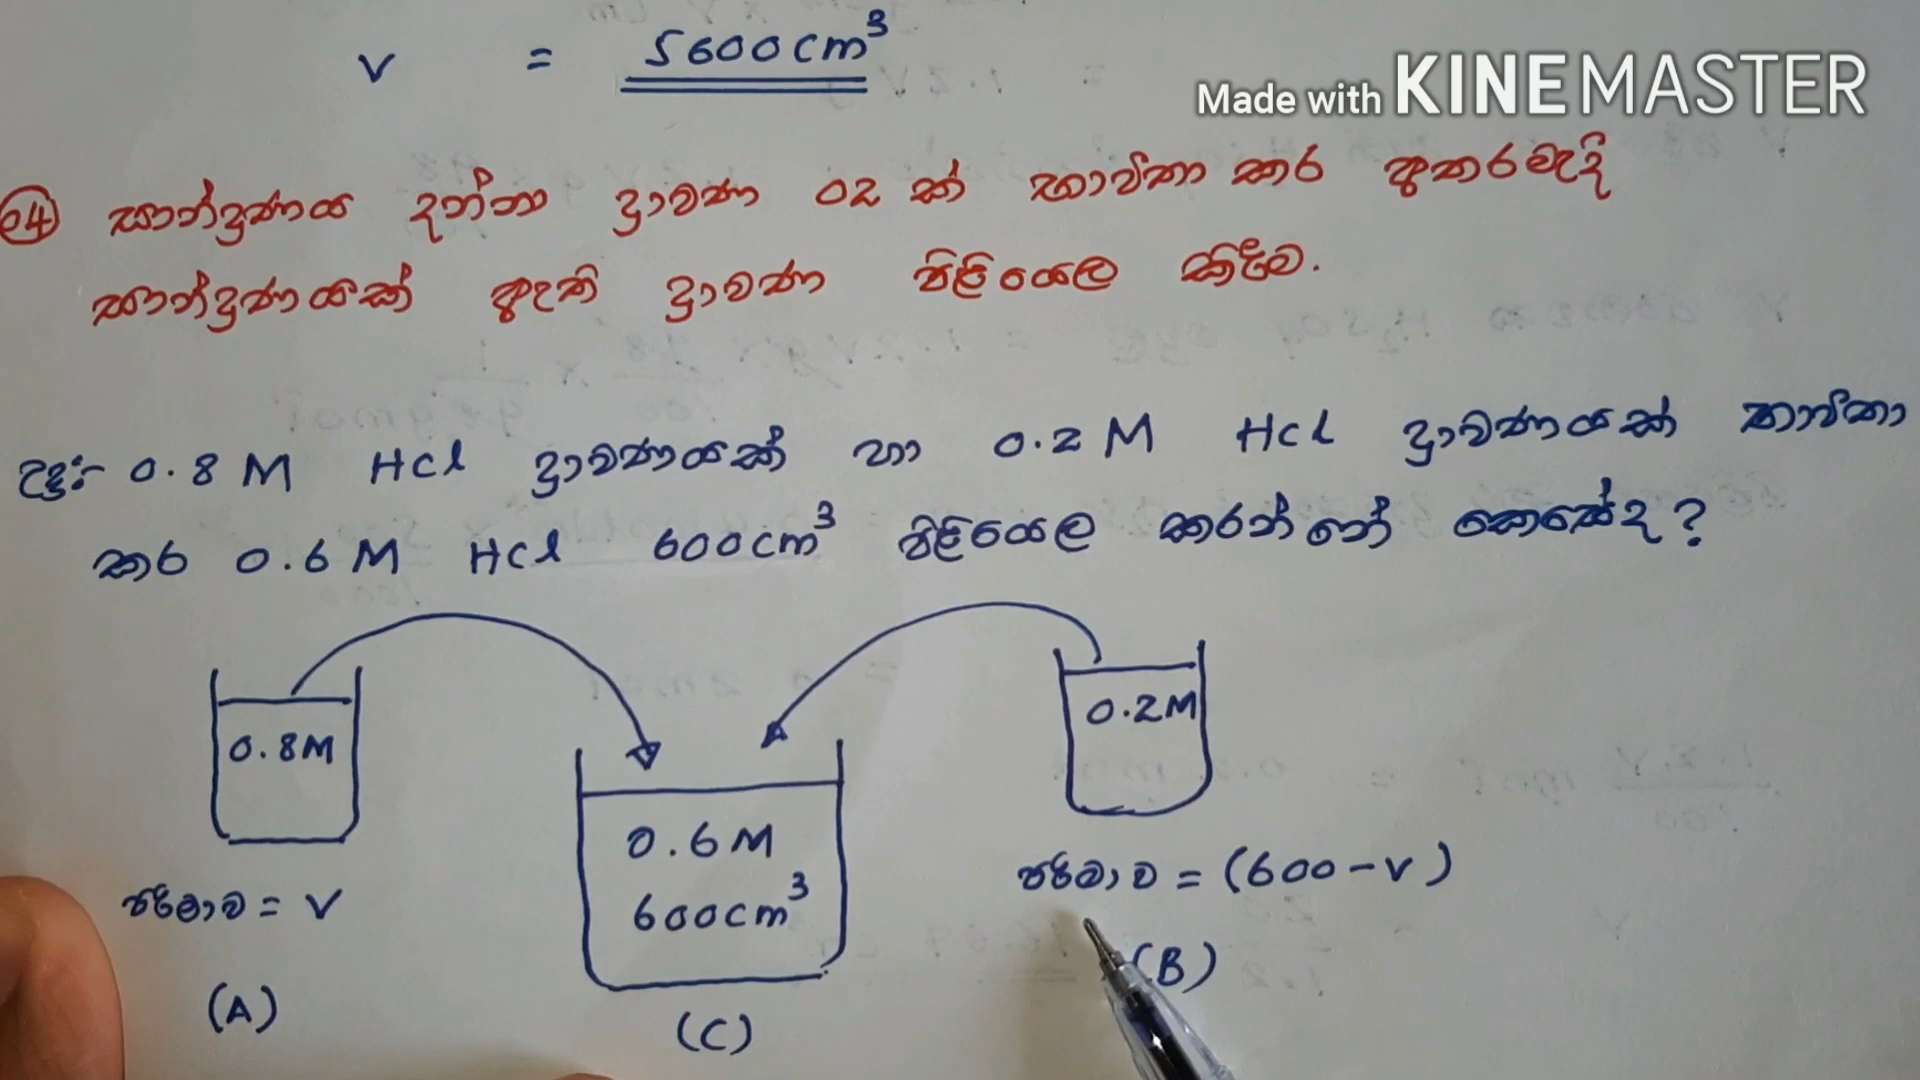 v = 5600cm³
Made with KINEMASTER
04 සාන්ද්‍රණය දන්නා ද්‍රාවණ 02 ක් භාවිතා කර අතරමැදි
සාන්ද්‍රණයක් ඇති ද්‍රාවණ පිළියෙල කිරීම.
උදා:- 0.8 M HCl ද්‍රාවණයක් හා 0.2 M HCl ද්‍රාවණයක් භාවිතා
කර 0.6 M HCl 600cm³ පිළියෙල කරන්නේ කෙසේද?
0.8M
0.2M
0.6M
600cm³
පරිමාව = v
පරිමාව = (600 - v)
(A)
(B)
(C)